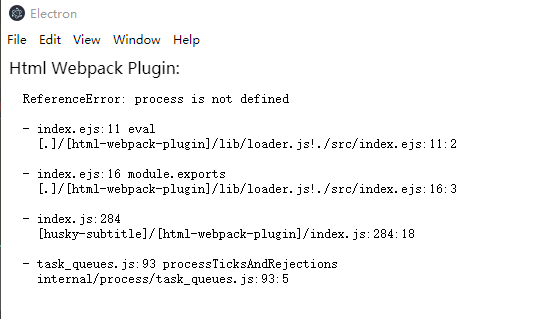 Electron
File Edit View Window Help
Html Webpack Plugin:
ReferenceError: process is not defined
- index.ejs:11 eval
[.]/[html-webpack-plugin]/lib/loader.js!./src/index.ejs:11:2
- index.ejs:16 module.exports
[.]/[html-webpack-plugin]/lib/loader.js!./src/index.ejs:16:3
- index.js:284
[husky-subtitle]/[html-webpack-plugin]/index.js:284:18
- task_queues.js:93 processTicksAndRejections
internal/process/task_queues.js:93:5